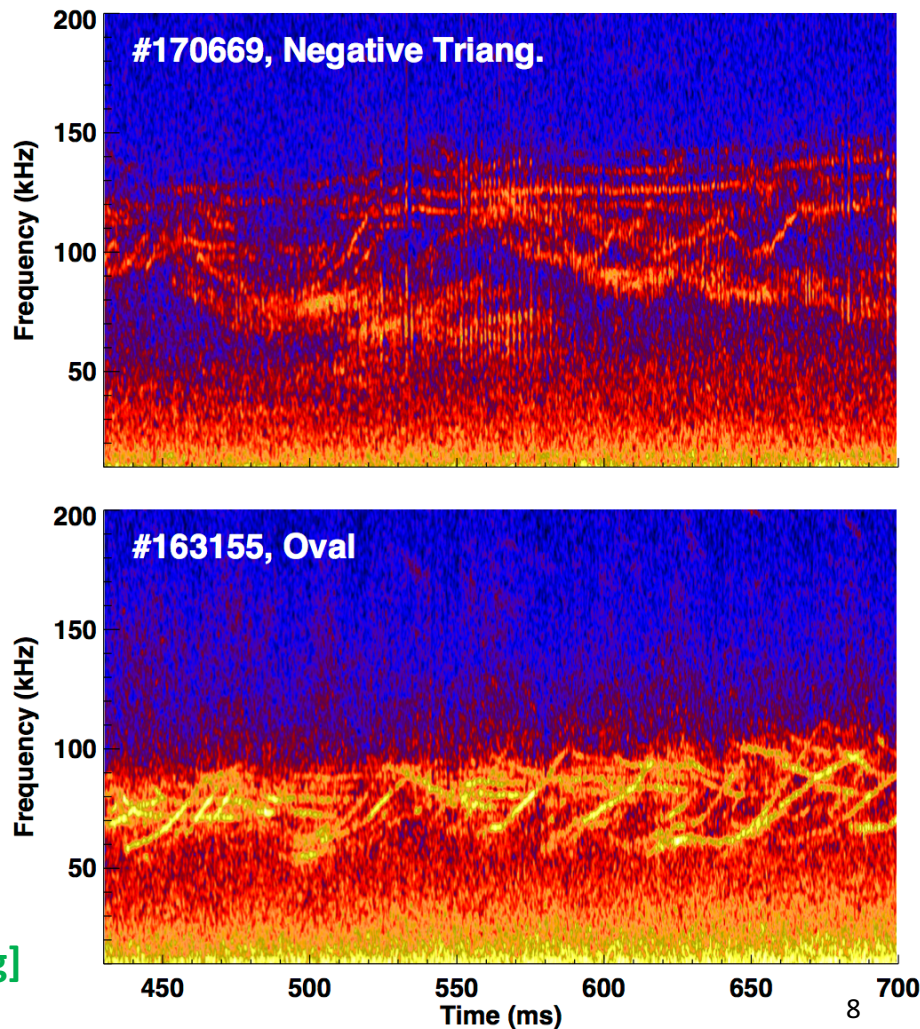 200
#170669, Negative Triang.
150
Frequency (kHz)
100
50
200
#163155, Oval
150
Frequency (kHz)
100
50
g]
450 500 550 600 650 700
Time (ms)
8